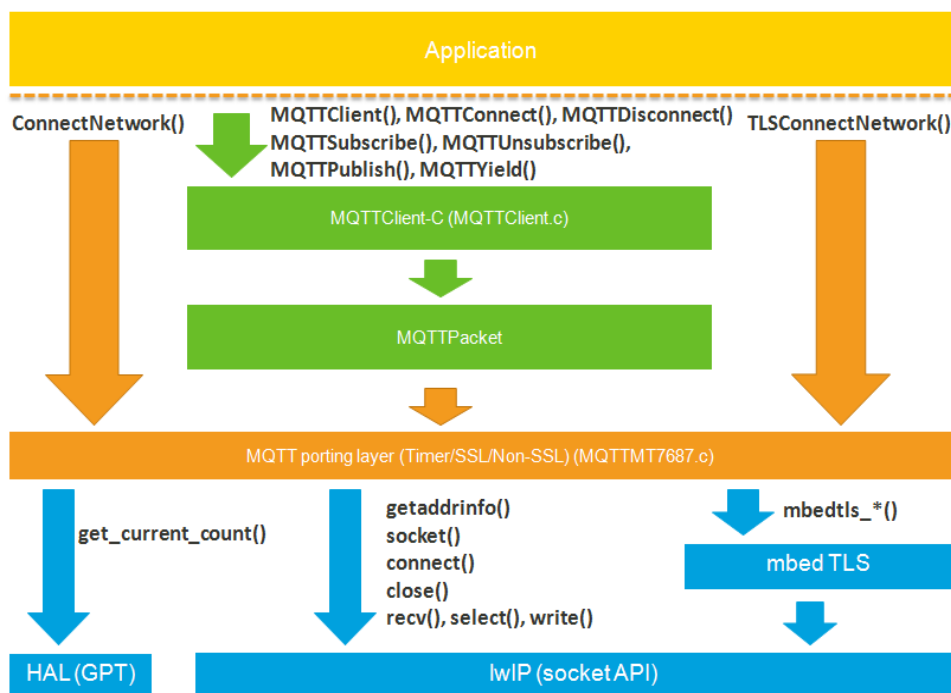 Application
ConnectNetwork()
MQTTClient(), MQTTConnect(), MQTTDisconnect()
MQTTSubscribe(), MQTTUnsubscribe(),
MQTTPublish(), MQTTYield()
TLSConnectNetwork()
MQTTClient-C (MQTTClient.c)
MQTTPacket
MQTT porting layer (Timer/SSL/Non-SSL) (MQTTMT7687.c)
get_current_count()
getaddrinfo()
socket()
connect()
close()
recv(), select(), write()
mbedtls_*()
mbed TLS
HAL (GPT)
lwIP (socket API)